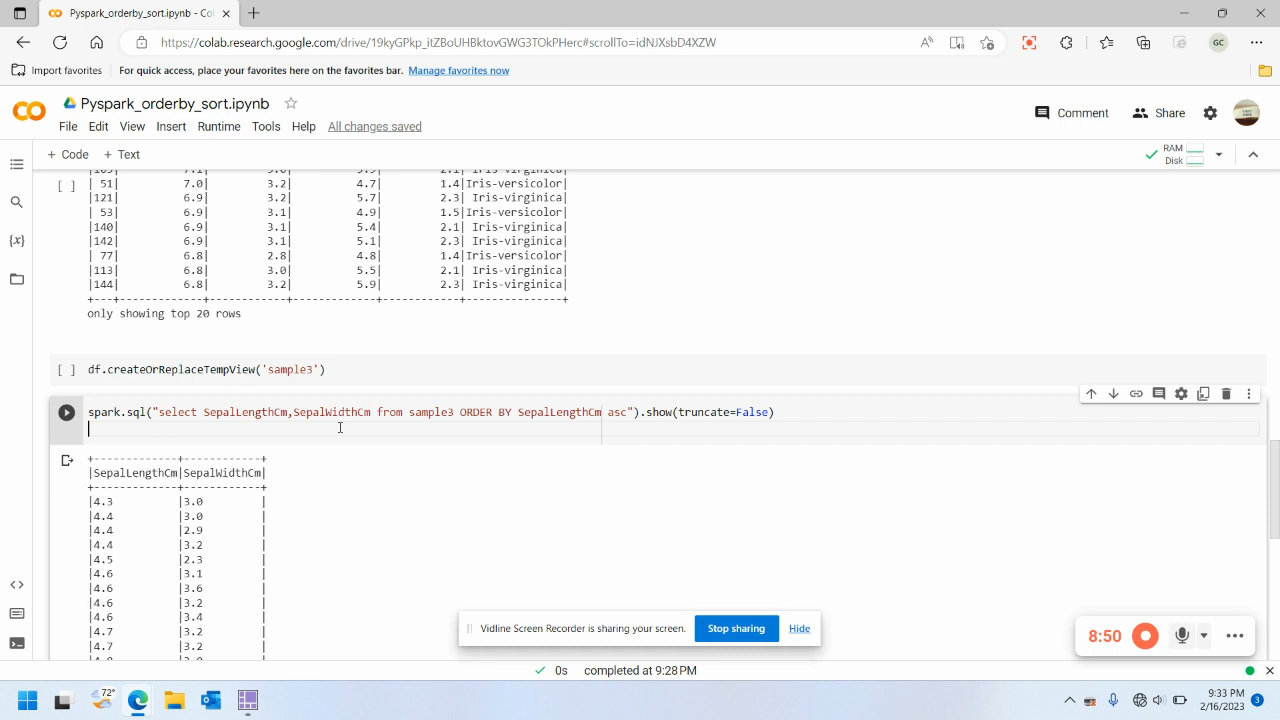 Pyspark_orderby_sort.ipynb - Col
https://colab.research.google.com/drive/19kyGPkp_itZBoUHBktovGWG3TOkPHerc#scrollTo=idNJXsbD4XZW
GC
Import favorites
For quick access, place your favorites here on the favorites bar. Manage favorites now
CO
Pyspark_orderby_sort.ipynb
Comment
Share
File Edit View Insert Runtime Tools Help All changes saved
+ Code + Text
RAM
Disk
[ ]
| 51| 7.0| 3.2| 4.7| 1.4|Iris-versicolor|
|121| 6.9| 3.2| 5.7| 2.3| Iris-virginica|
| 53| 6.9| 3.1| 4.9| 1.5|Iris-versicolor|
|140| 6.9| 3.1| 5.4| 2.1| Iris-virginica|
|142| 6.9| 3.1| 5.1| 2.3| Iris-virginica|
| 77| 6.8| 2.8| 4.8| 1.4|Iris-versicolor|
|113| 6.8| 3.0| 5.5| 2.1| Iris-virginica|
|144| 6.8| 3.2| 5.9| 2.3| Iris-virginica|
+---+-------------+------------+-------------+------------+---------------+
only showing top 20 rows
[ ] df.createOrReplaceTempView('sample3')
spark.sql("select SepalLengthCm,SepalWidthCm from sample3 ORDER BY SepalLengthCm asc").show(truncate=False)
+-------------+------------+
|SepalLengthCm|SepalWidthCm|
+-------------+------------+
|4.3 |3.0 |
|4.4 |3.0 |
|4.4 |2.9 |
|4.4 |3.2 |
|4.5 |2.3 |
|4.6 |3.1 |
|4.6 |3.6 |
|4.6 |3.2 |
|4.6 |3.4 |
|4.7 |3.2 |
|4.7 |3.2 |
Vidline Screen Recorder is sharing your screen. Stop sharing Hide
8:50
0s completed at 9:28 PM
72°
9:33 PM
2/16/2023
3